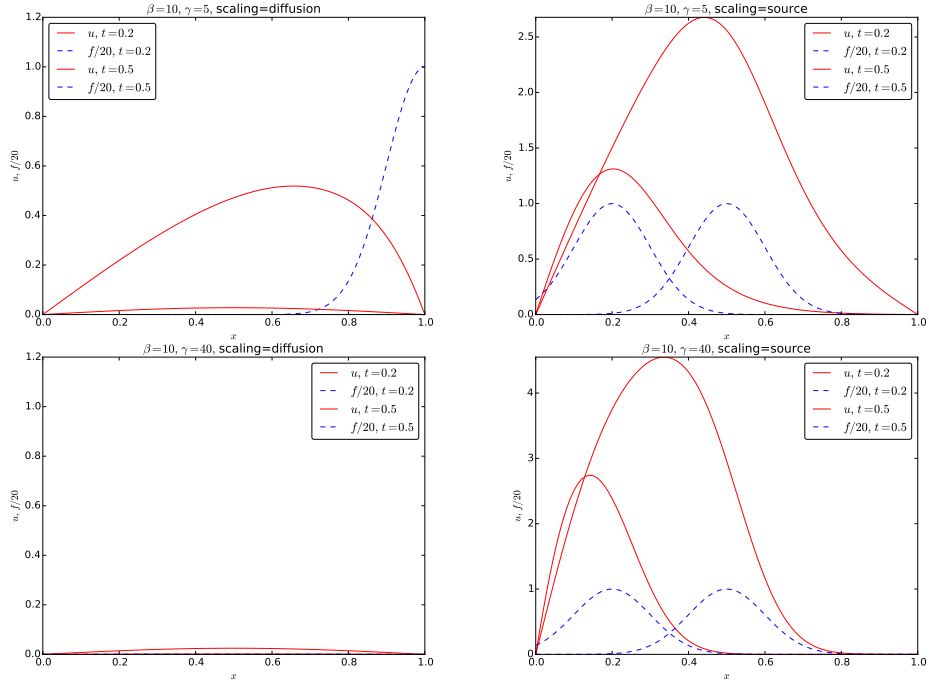 β=10, γ=5, scaling=diffusion
1.2
1.0
0.8
0.6
0.4
0.2
0.0
u, f/20
u, t=0.2
f/20, t=0.2
u, t=0.5
f/20, t=0.5
0.0 0.2 0.4 0.6 0.8 1.0
x
β=10, γ=5, scaling=source
2.5
2.0
1.5
1.0
0.5
0.0
u, f/20
u, t=0.2
f/20, t=0.2
u, t=0.5
f/20, t=0.5
0.0 0.2 0.4 0.6 0.8 1.0
x
β=10, γ=40, scaling=diffusion
1.2
1.0
0.8
0.6
0.4
0.2
0.0
u, f/20
u, t=0.2
f/20, t=0.2
u, t=0.5
f/20, t=0.5
0.0 0.2 0.4 0.6 0.8 1.0
x
β=10, γ=40, scaling=source
4
3
2
1
0
u, f/20
u, t=0.2
f/20, t=0.2
u, t=0.5
f/20, t=0.5
0.0 0.2 0.4 0.6 0.8 1.0
x